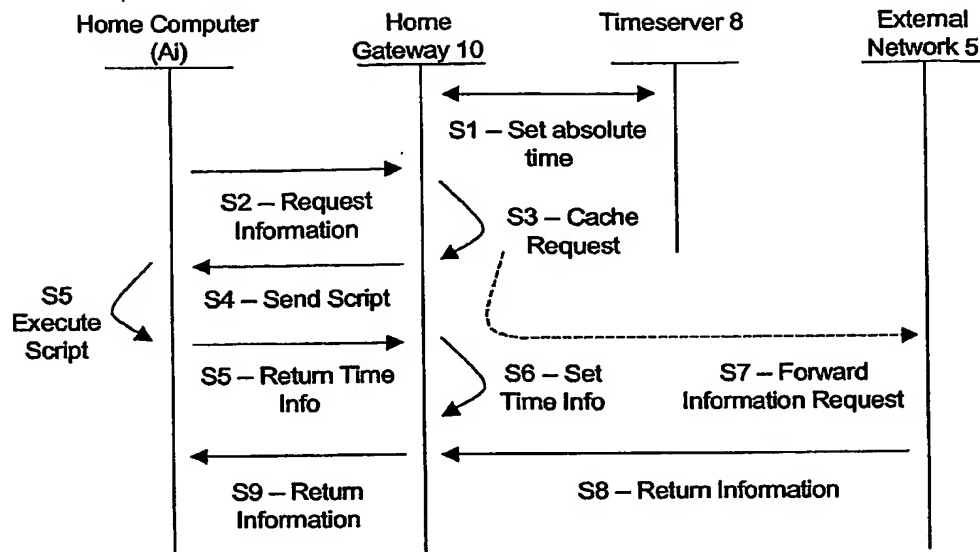 Home Computer
(Ai)
Home
Gateway 10
Timeserver 8
External
Network 5
S1 – Set absolute
time
S2 – Request
Information
S3 – Cache
Request
S4 – Send Script
S5
Execute
Script
S5 – Return Time
Info
S6 – Set
Time Info
S7 – Forward
Information Request
S8 – Return Information
S9 – Return
Information